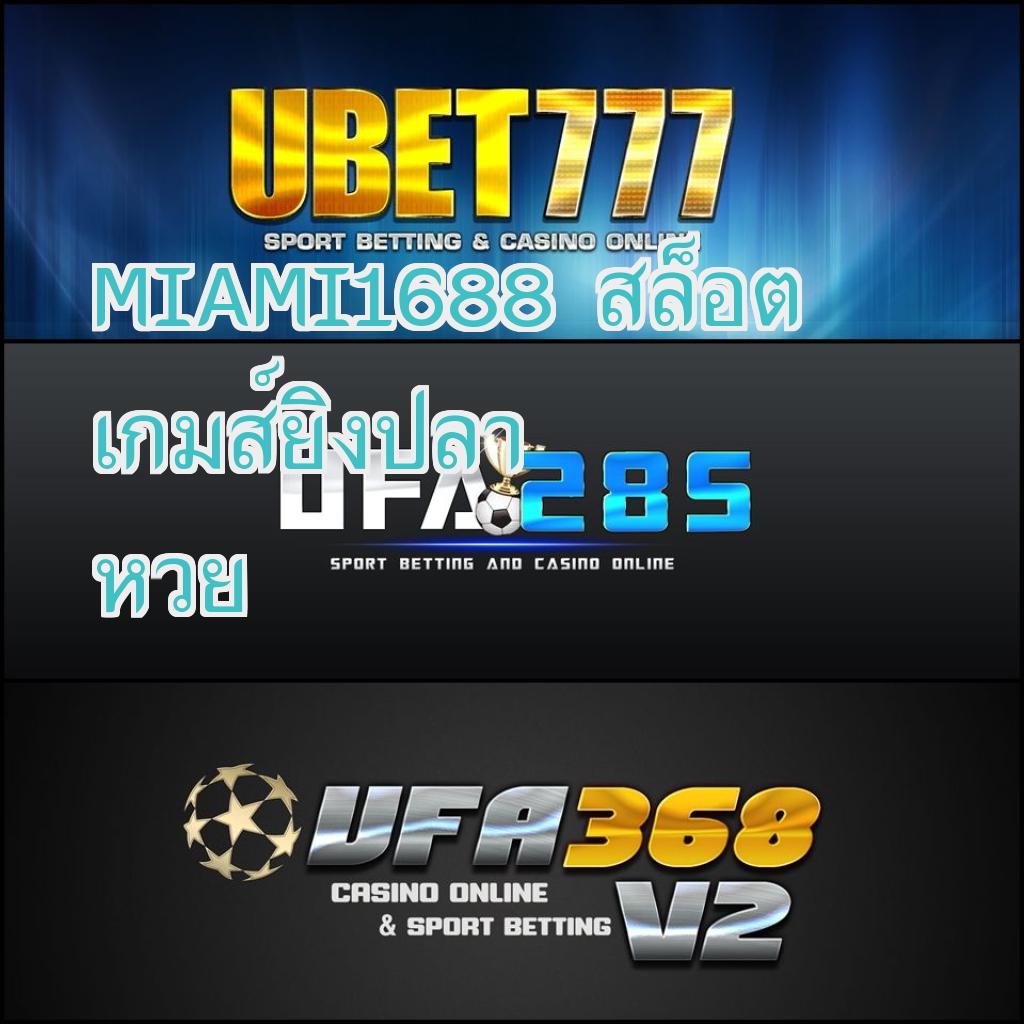 UBET777
SPORT BETTING & CASINO ONLINE
MIAMI1688 สล็อต
เกมส์ยิงปลา
UFA285
SPORT BETTING AND CASINO ONLINE
หวย
UFA368
CASINO ONLINE
& SPORT BETTING
V2